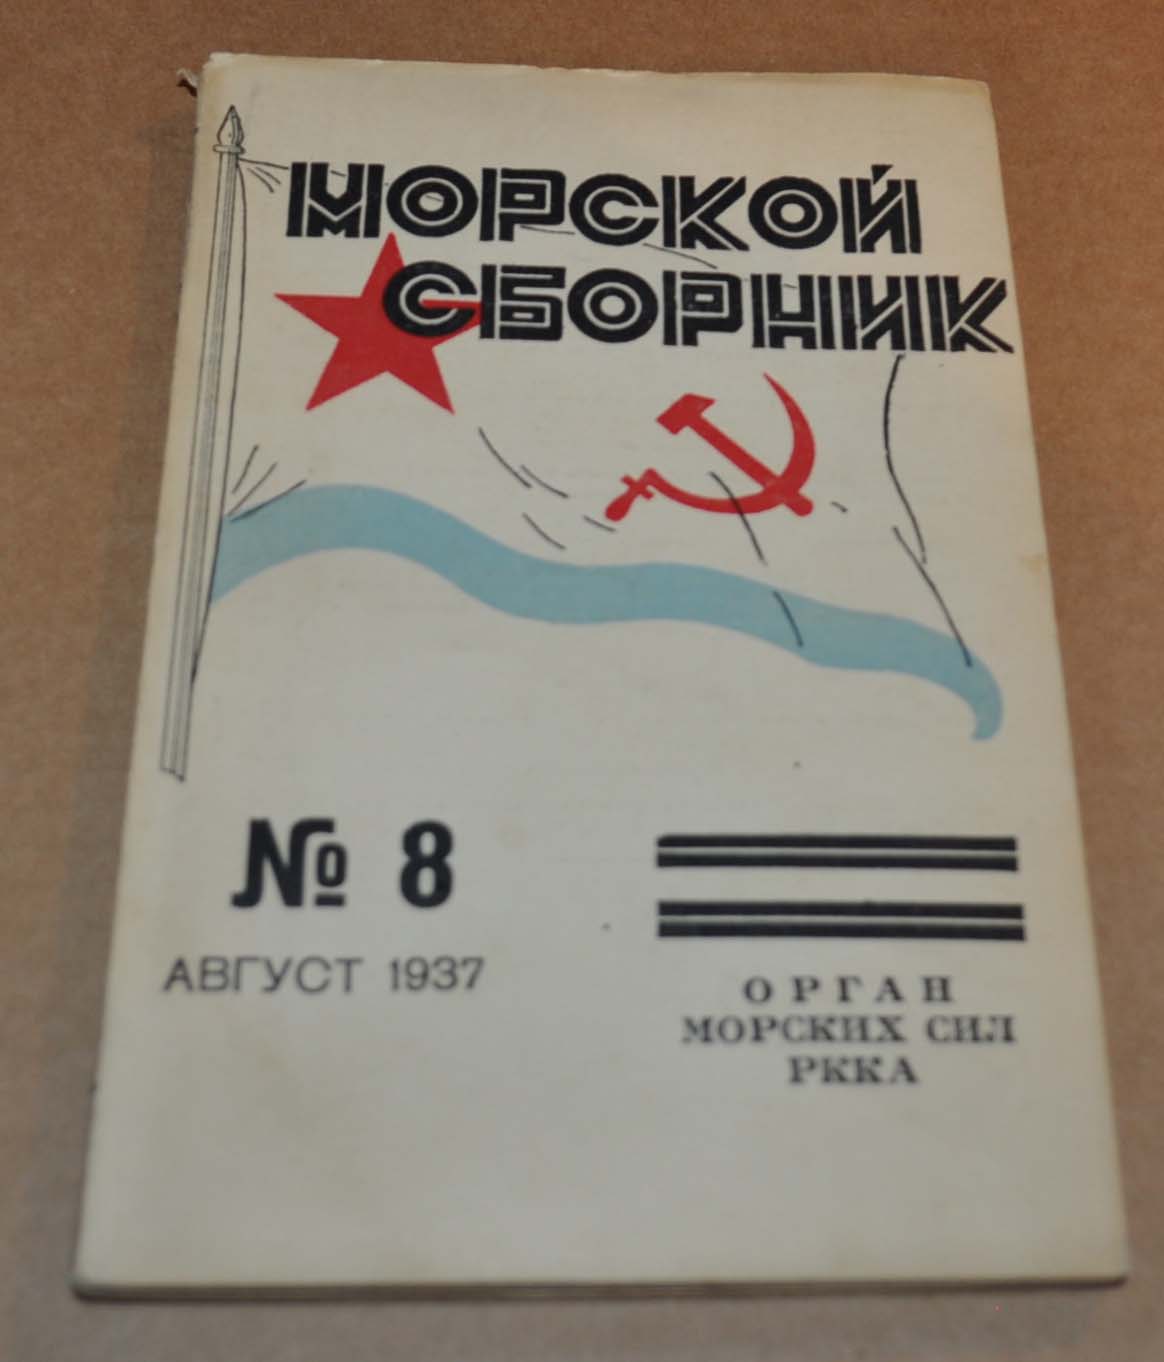 МОРСКОЙ
СБОРНИК
№ 8
АВГУСТ 1937
ОРГАН
МОРСКИХ СИЛ
РККА